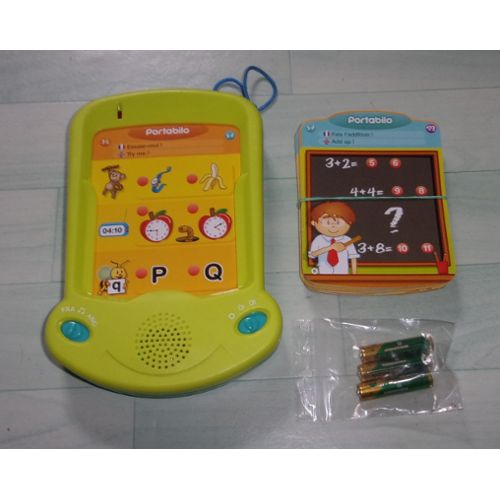 Portabilo
Essaie-moi !
Try me !
04:10
q
P
Q
Portabilo
Fais l'addition !
Add up !
3+2= 5 6
4+4= 9 8
?
3+8= 10 11